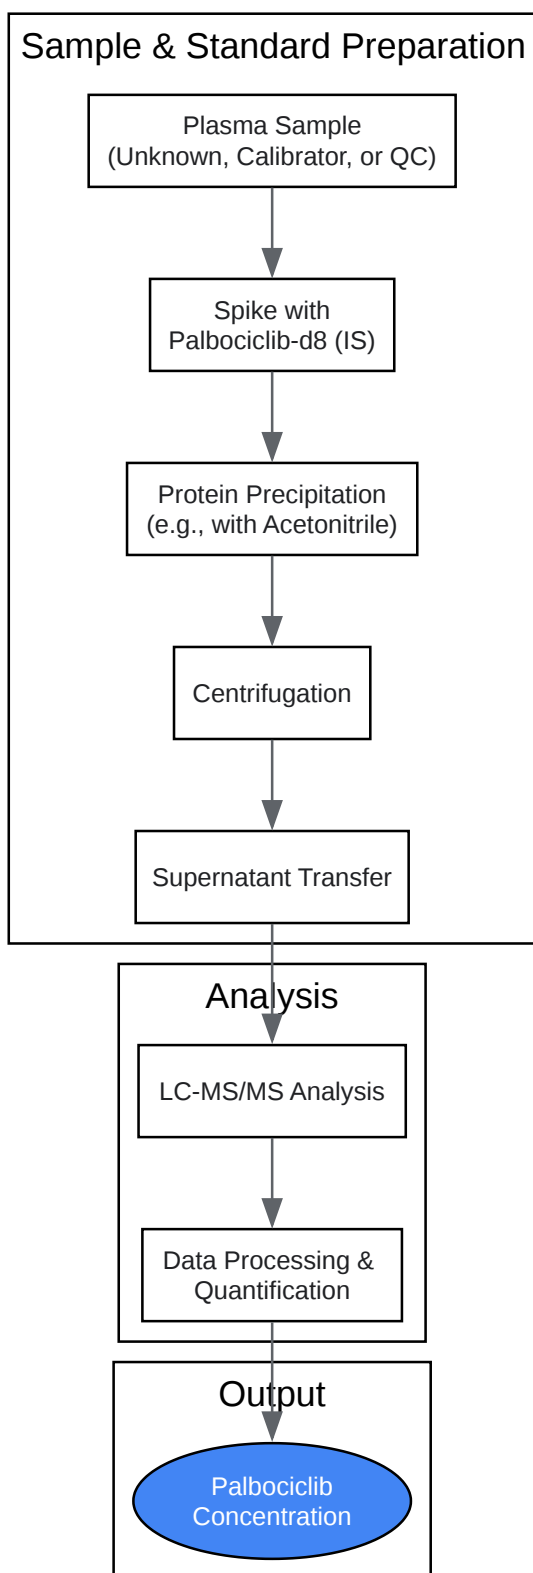 Sample & Standard Preparation
Plasma Sample
(Unknown, Calibrator, or QC)
Spike with
Palbociclib-d8 (IS)
Protein Precipitation
(e.g., with Acetonitrile)
Centrifugation
Supernatant Transfer
Analysis
LC-MS/MS Analysis
Data Processing &
Quantification
Output
Palbociclib
Concentration